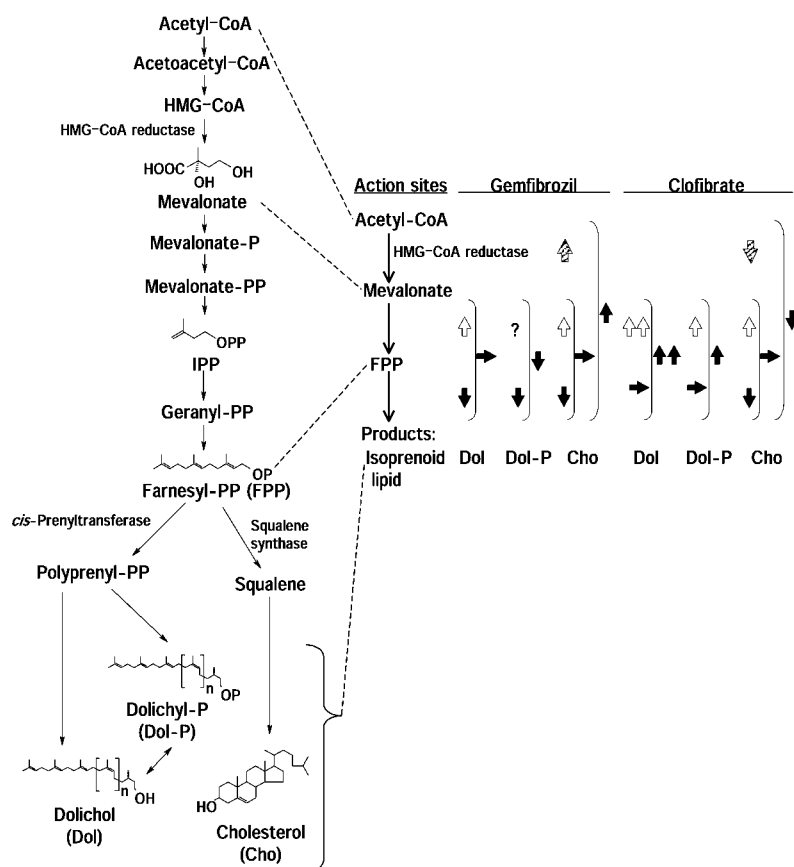 Acetyl-CoA
Acetoacetyl-CoA
HMG-CoA
HMG-CoA reductase
HOOC
OH
OH
Mevalonate
Mevalonate-P
Mevalonate-PP
OPP
IPP
Geranyl-PP
OP
Farnesyl-PP (FPP)
cis-Prenyltransferase
Squalene
synthase
Polyprenyl-PP
Squalene
n
OP
Dolichyl-P
(Dol-P)
n
OH
Dolichol
(Dol)
HO
Cholesterol
(Cho)
Action sites
Gemfibrozil
Clofibrate
Acetyl-CoA
HMG-CoA reductase
Mevalonate
?
FPP
Products:
Isoprenoid
lipid
Dol
Dol-P
Cho
Dol
Dol-P
Cho